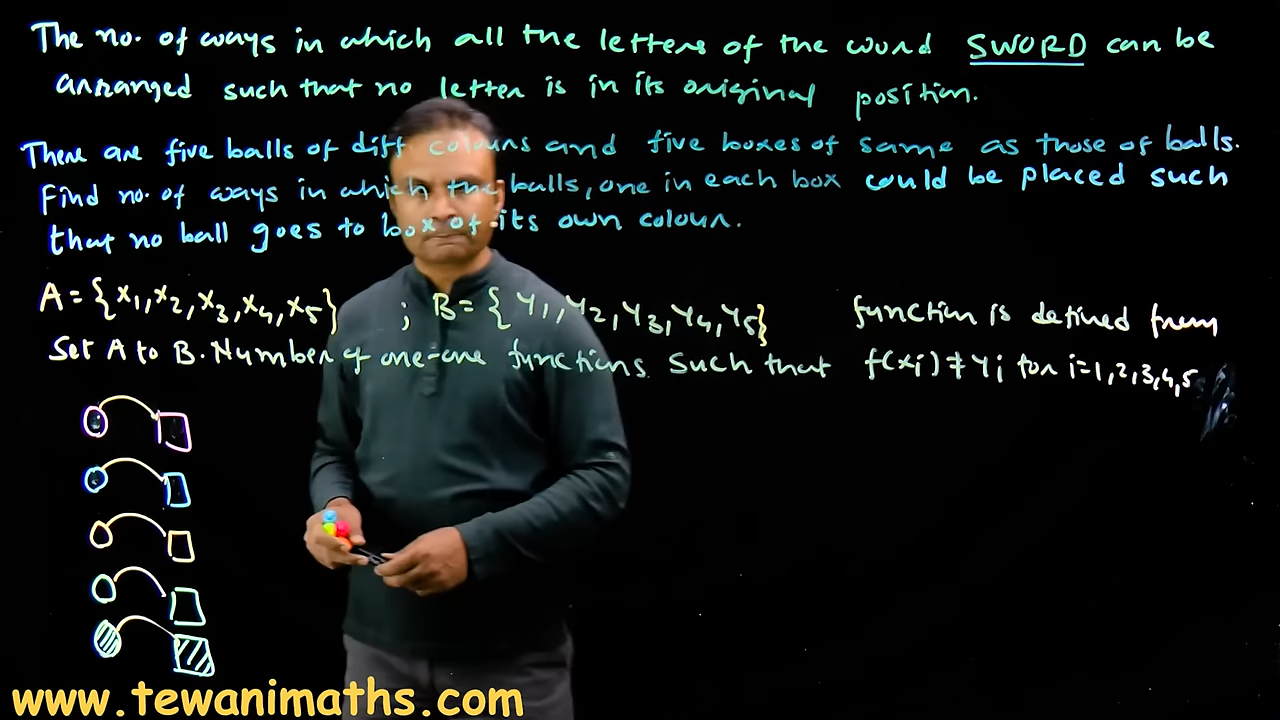 The no. of ways in which all the letters of the word SWORD can be
arranged such that no letter is in its original position.
There are five balls of diff colours and five boxes of same as those of balls.
Find no. of ways in which the balls, one in each box could be placed such
that no ball goes to box of its own colour.
A = {x₁, x₂, x₃, x₄, x₅} ; B = { Y₁, Y₂, Y₃, Y₄, Y₅} function is defined from
Set A to B. Number of one-one functions such that f(xᵢ) ≠ Yᵢ for i=1,2,3,4,5
www.tewanimaths.com